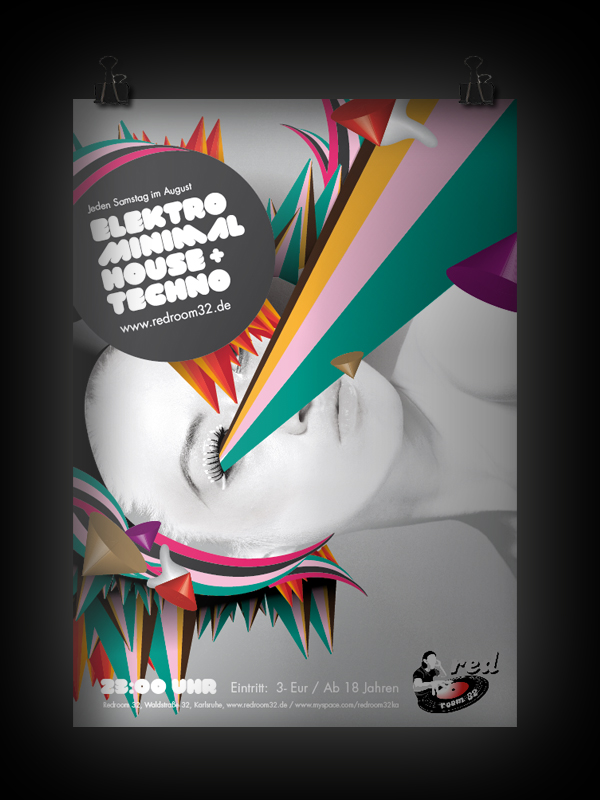 Jeden Samstag im August
ELEKTRO
MINIMAL
HOUSE +
TECHNO
www.redroom32.de
23:00 UHR Eintritt: 3- Eur / Ab 18 Jahren
Redroom 32, Waldstraße 32, Karlsruhe, www.redroom32.de / www.myspace.com/redroom32ka
red
room 32